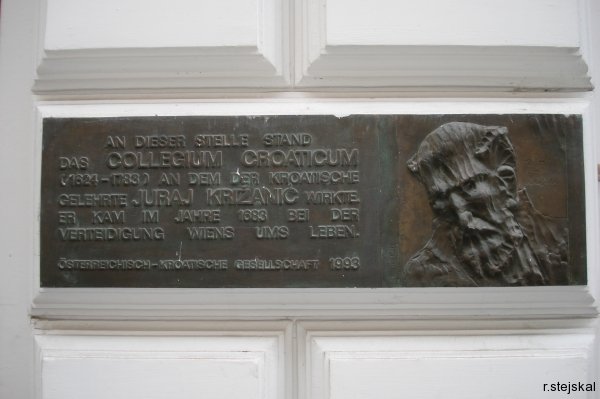 AN DIESER STELLE STAND
DAS COLLEGIUM CROATICUM
(1624-1783) AN DEM DER KROATISCHE
GELEHRTE JURAJ KRIŽANIĆ WIRKTE.
ER KAM IM JAHRE 1683 BEI DER
VERTEIDIGUNG WIENS UMS LEBEN.
ÖSTERREICHISCH-KROATISCHE GESELLSCHAFT 1993
r.stejskal